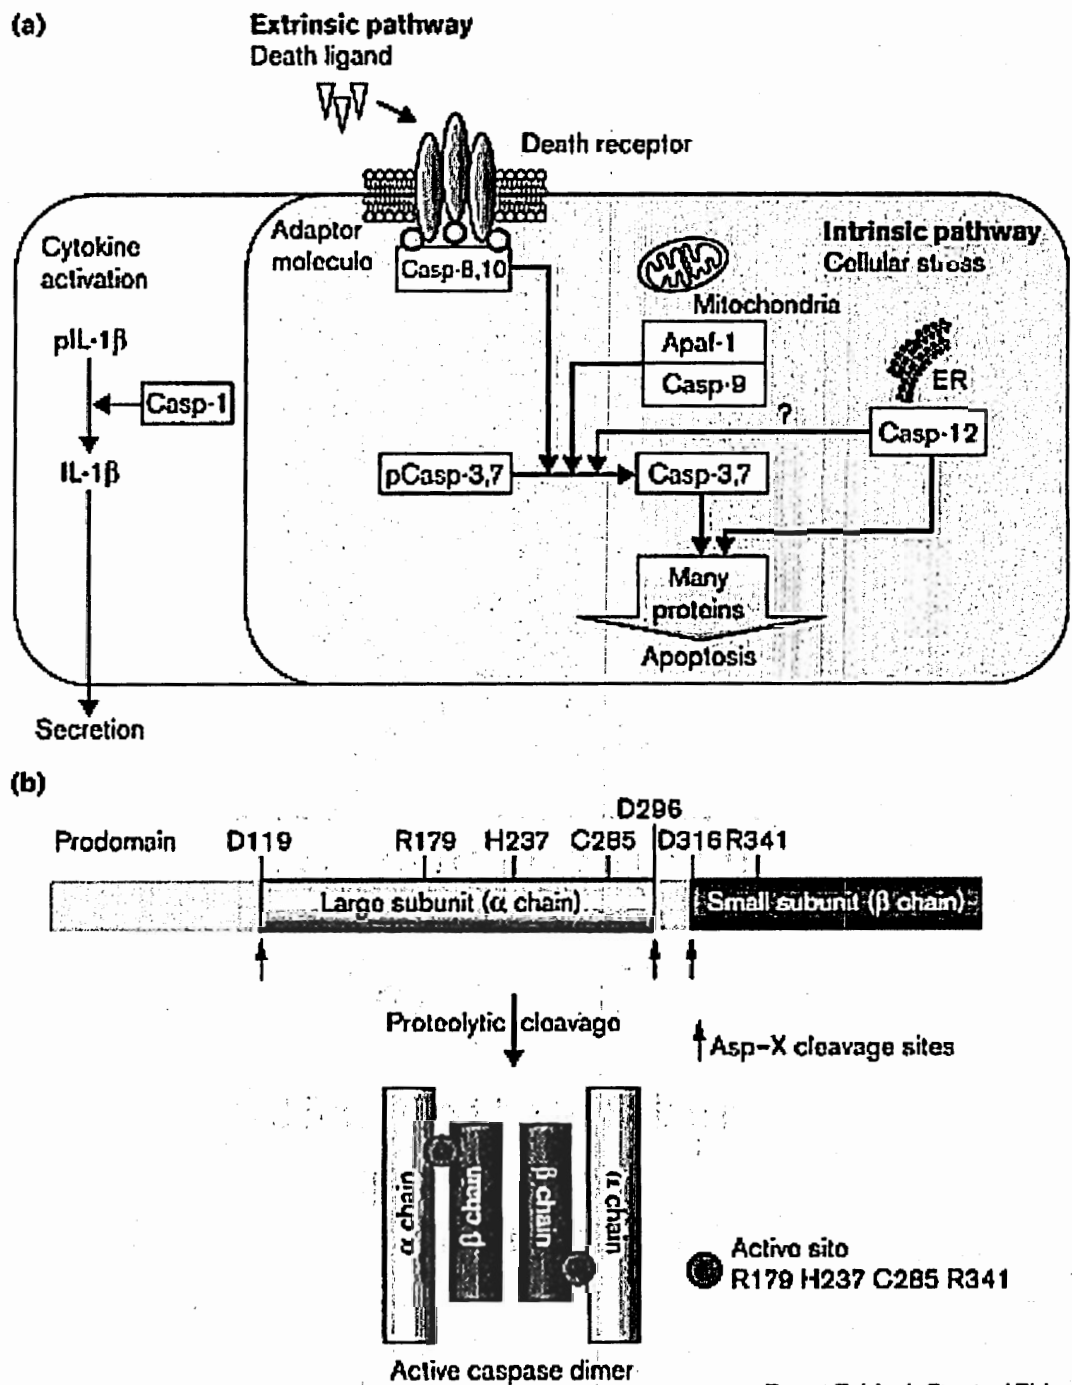 (a)
Extrinsic pathway
Death ligand
Death receptor
Cytokine
activation
Adaptor
molecule
Casp-8,10
Intrinsic pathway
Cellular stress
Mitochondria
pIL-1β
Apaf-1
Casp-9
ER
Casp-1
?
Casp-12
IL-1β
pCasp-3,7
Casp-3,7
Many
proteins
Apoptosis
Secretion
(b)
D296
Prodomain D119 R179 H237 C285 D316 R341
Large subunit (α chain)
Small subunit (β chain)
Proteolytic cleavage
Asp–X cleavage sites
α chain
β chain
β chain
α chain
Active site
R179 H237 C285 R341
Active caspase dimer